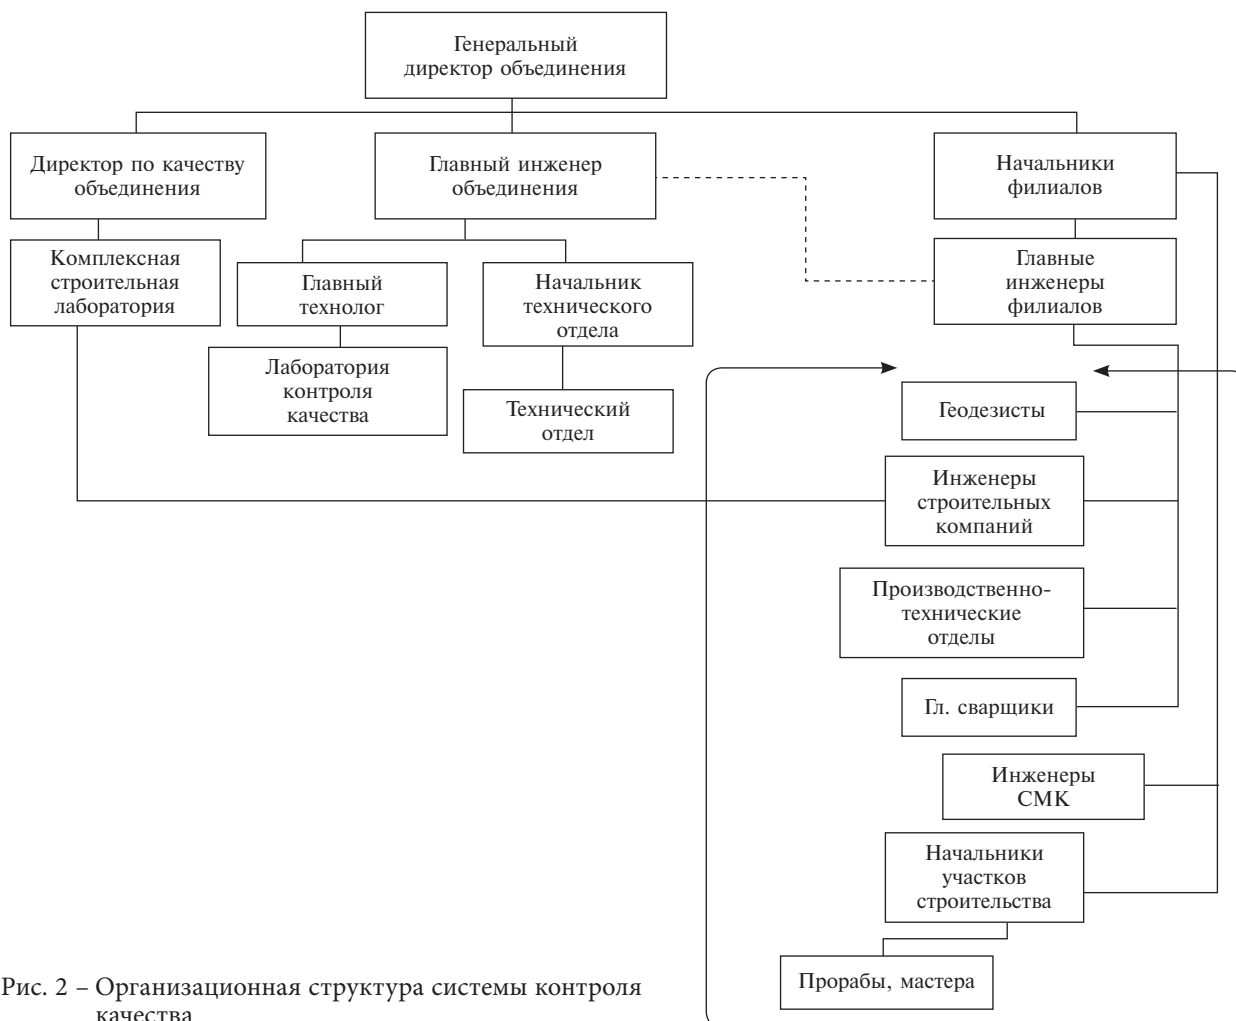 Генеральный
директор объединения
Директор по качеству
объединения
Главный инженер
объединения
Начальники
филиалов
Комплексная
строительная
лаборатория
Главный
технолог
Начальник
технического
отдела
Главные
инженеры
филиалов
Лаборатория
контроля
качества
Технический
отдел
Геодезисты
Инженеры
строительных
компаний
Производственно-
технические
отделы
Гл. сварщики
Инженеры
СМК
Начальники
участков
строительства
Прорабы, мастера
Рис. 2 – Организационная структура системы контроля
качества